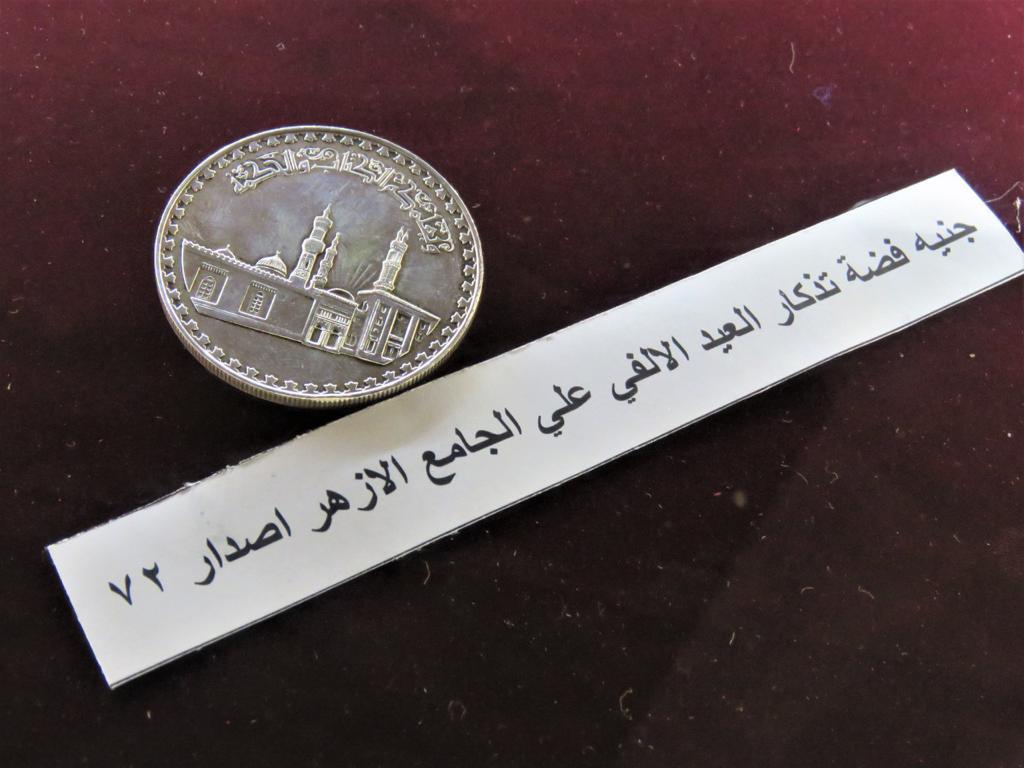 جنيه فضة تذكار العيد الالفي علي الجامع الازهر اصدار ٧٢